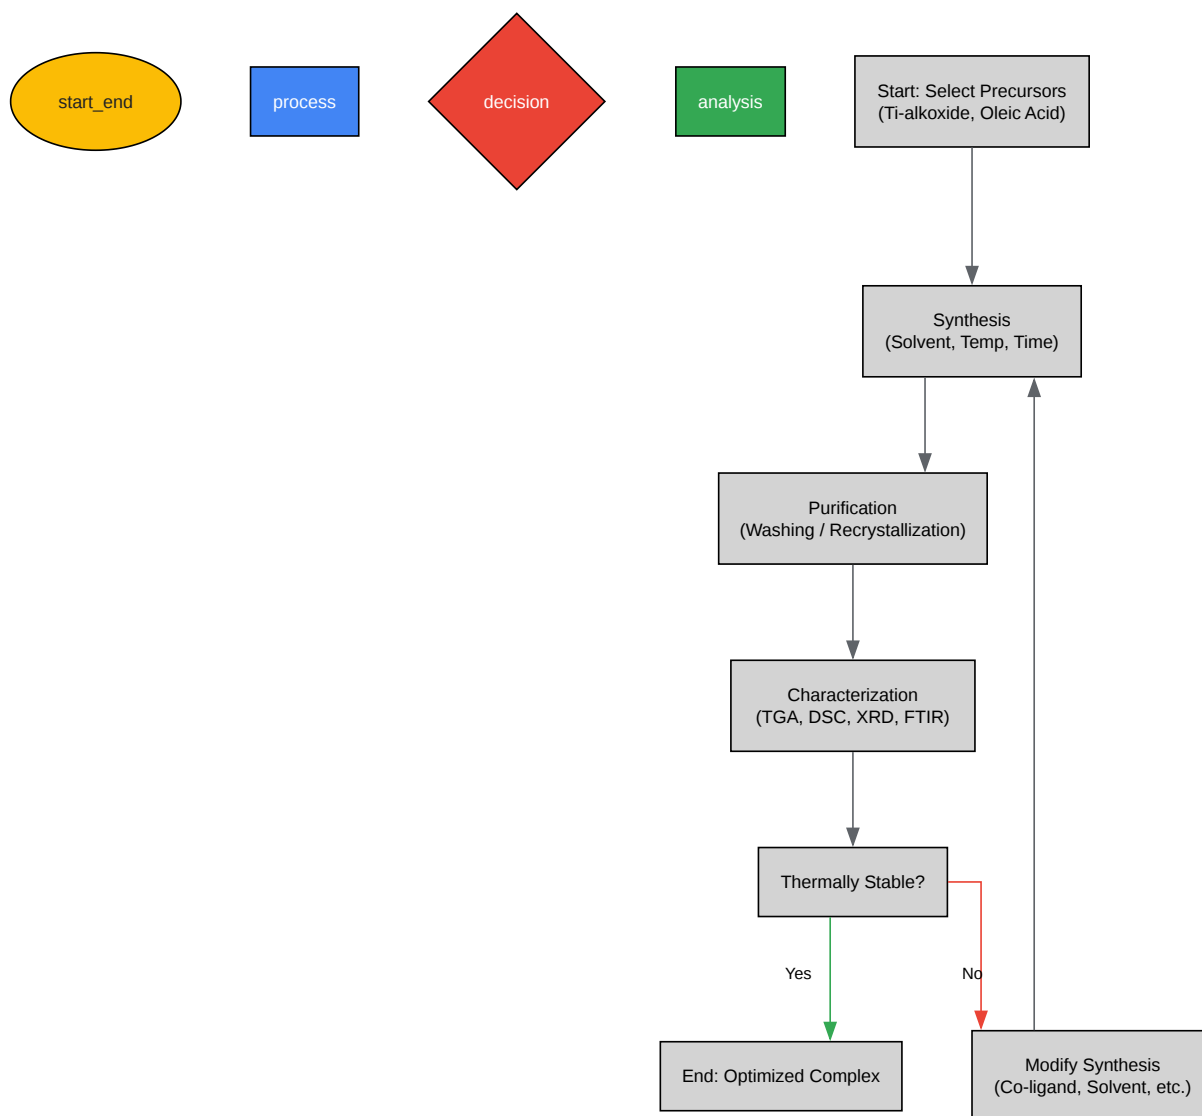 start_end
process
decision
analysis
Start: Select Precursors
(Ti-alkoxide, Oleic Acid)
Synthesis
(Solvent, Temp, Time)
Purification
(Washing / Recrystallization)
Characterization
(TGA, DSC, XRD, FTIR)
Thermally Stable?
Yes
No
End: Optimized Complex
Modify Synthesis
(Co-ligand, Solvent, etc.)